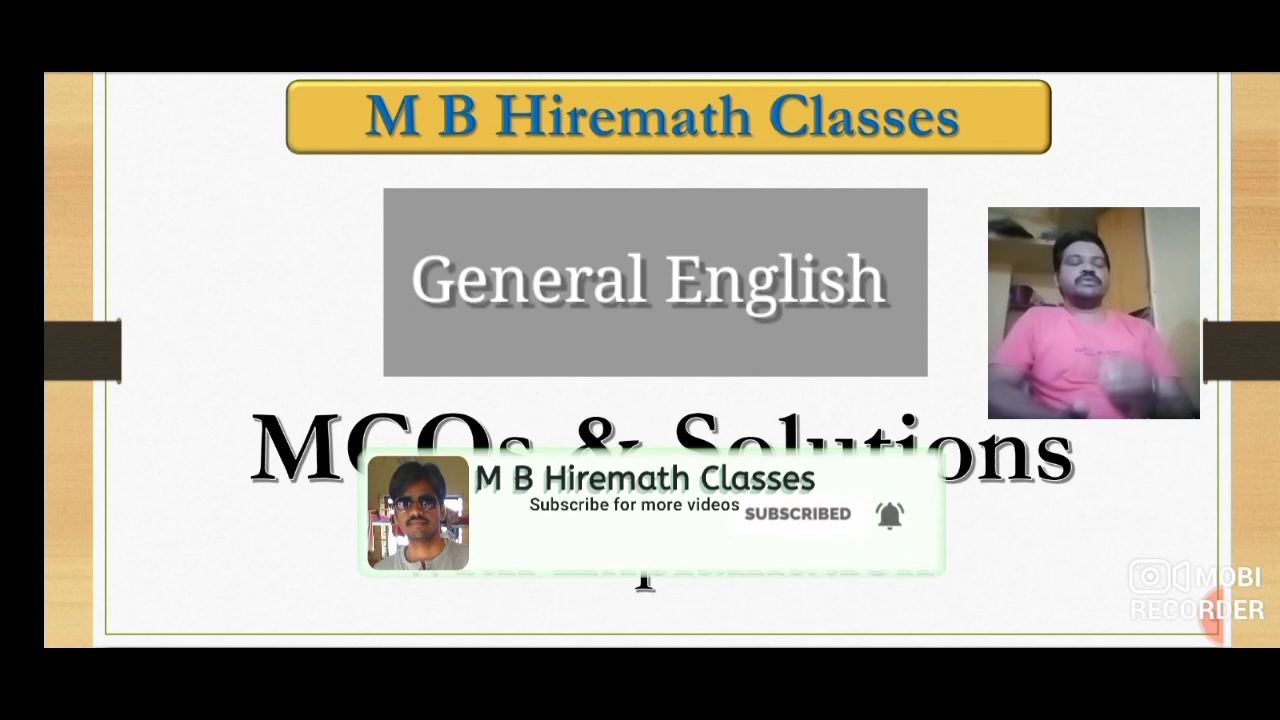 M B Hiremath Classes
General English
MCQs & Solutions
M B Hiremath Classes
Subscribe for more videos
SUBSCRIBED
MOBI
RECORDER